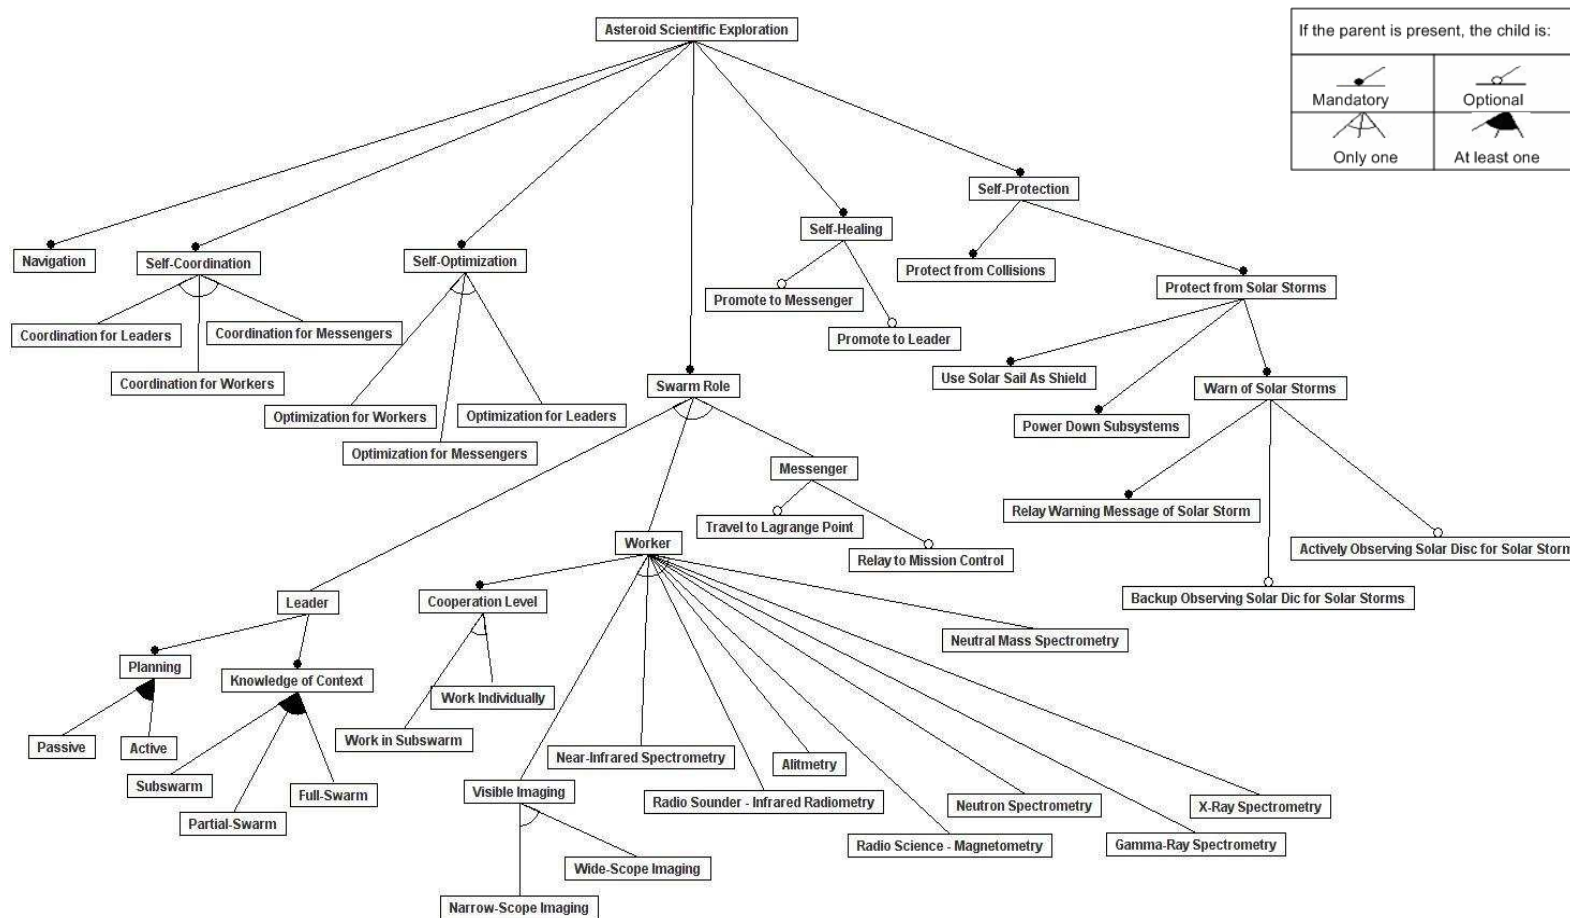 Asteroid Scientific Exploration
If the parent is present, the child is:
Mandatory
Optional
Only one
At least one
Self-Protection
Self-Healing
Navigation
Self-Coordination
Self-Optimization
Protect from Collisions
Protect from Solar Storms
Promote to Messenger
Promote to Leader
Coordination for Leaders
Coordination for Messengers
Coordination for Workers
Use Solar Sail As Shield
Warn of Solar Storms
Swarm Role
Optimization for Workers
Optimization for Leaders
Optimization for Messengers
Power Down Subsystems
Messenger
Relay Warning Message of Solar Storm
Travel to Lagrange Point
Worker
Relay to Mission Control
Actively Observing Solar Disc for Solar Storm
Backup Observing Solar Dic for Solar Storms
Leader
Cooperation Level
Neutral Mass Spectrometry
Planning
Knowledge of Context
Work Individually
Work in Subswarm
Passive
Active
Near-Infrared Spectrometry
Alitmetry
Subswarm
Full-Swarm
Partial-Swarm
Visible Imaging
Radio Sounder - Infrared Radiometry
Neutron Spectrometry
X-Ray Spectrometry
Radio Science - Magnetometry
Gamma-Ray Spectrometry
Wide-Scope Imaging
Narrow-Scope Imaging